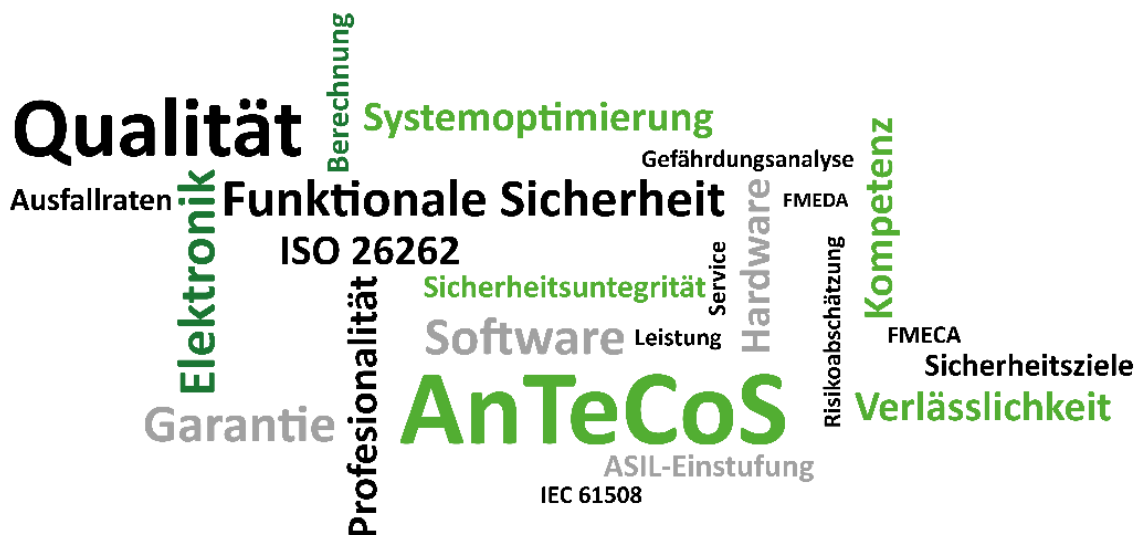 Berechnung
Qualität
Systemoptimierung
Gefährdungsanalyse
Kompetenz
Ausfallraten
Elektronik
Funktionale Sicherheit
Hardware
FMEDA
ISO 26262
Sicherheitsuntegrität
Service
Risikoabschätzung
Profesionalität
Software
Leistung
FMECA
Sicherheitsziele
Garantie
AnTeCoS
Verlässlichkeit
ASIL-Einstufung
IEC 61508